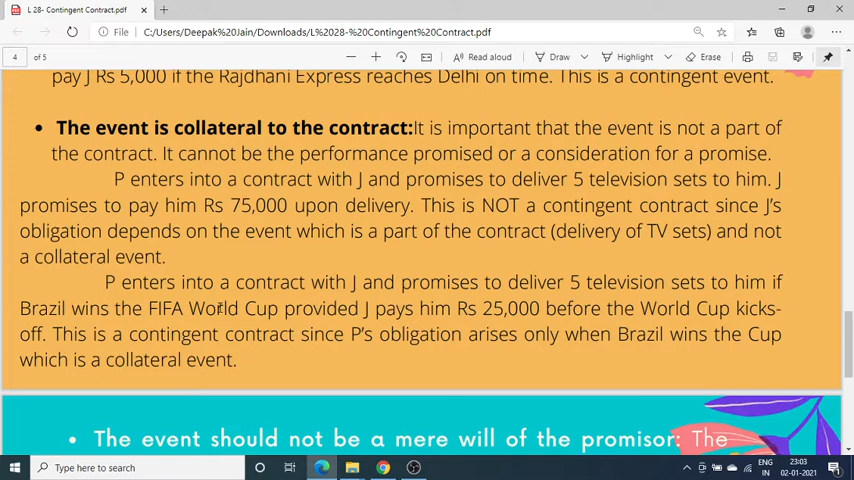 L 28- Contingent Contract.pdf
File
C:/Users/Deepak%20Jain/Downloads/L%2028-%20Contingent%20Contract.pdf
4 of 5
Read aloud
Draw
Highlight
Erase
pay J Rs 5,000 if the Rajdhani Express reaches Delhi on time. This is a contingent event.
• The event is collateral to the contract:It is important that the event is not a part of
the contract. It cannot be the performance promised or a consideration for a promise.
P enters into a contract with J and promises to deliver 5 television sets to him. J
promises to pay him Rs 75,000 upon delivery. This is NOT a contingent contract since J’s
obligation depends on the event which is a part of the contract (delivery of TV sets) and not
a collateral event.
P enters into a contract with J and promises to deliver 5 television sets to him if
Brazil wins the FIFA World Cup provided J pays him Rs 25,000 before the World Cup kicks-
off. This is a contingent contract since P’s obligation arises only when Brazil wins the Cup
which is a collateral event.
• The event should not be a mere will of the promisor: The
Type here to search
ENG
IN
23:03
02-01-2021